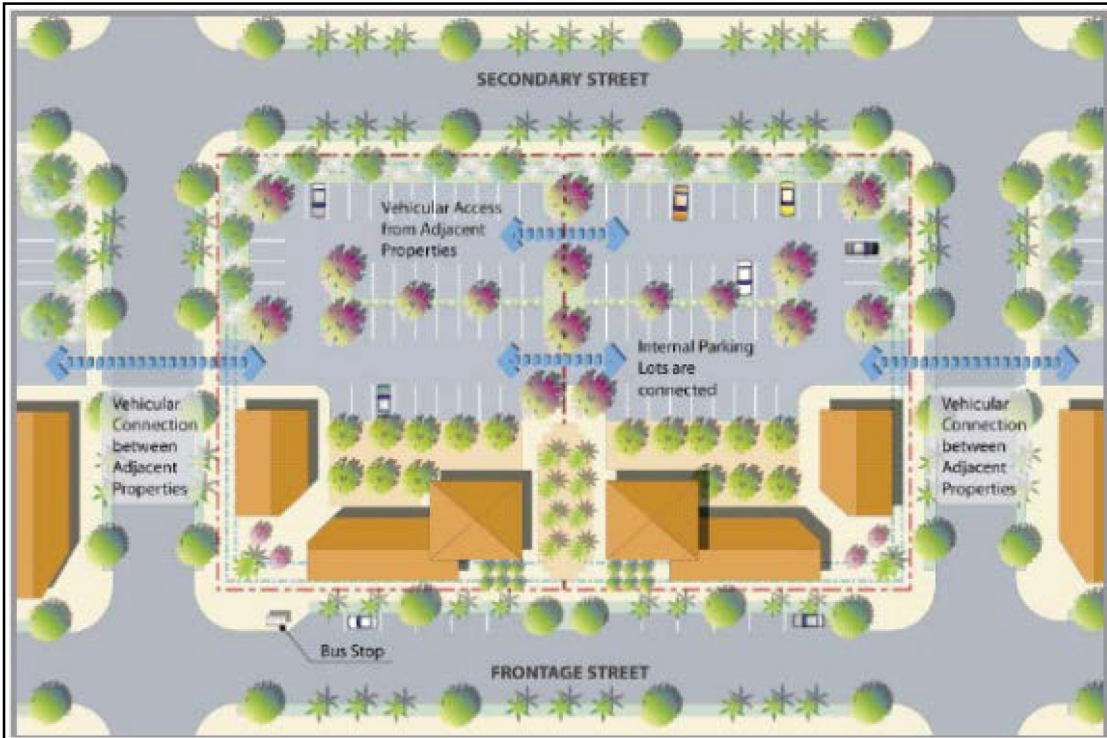 SECONDARY STREET
Vehicular Access
from Adjacent
Properties
Internal Parking
Lots are
connected
Vehicular
Connection
between
Adjacent
Properties
Vehicular
Connection
between
Adjacent
Properties
Bus Stop
FRONTAGE STREET